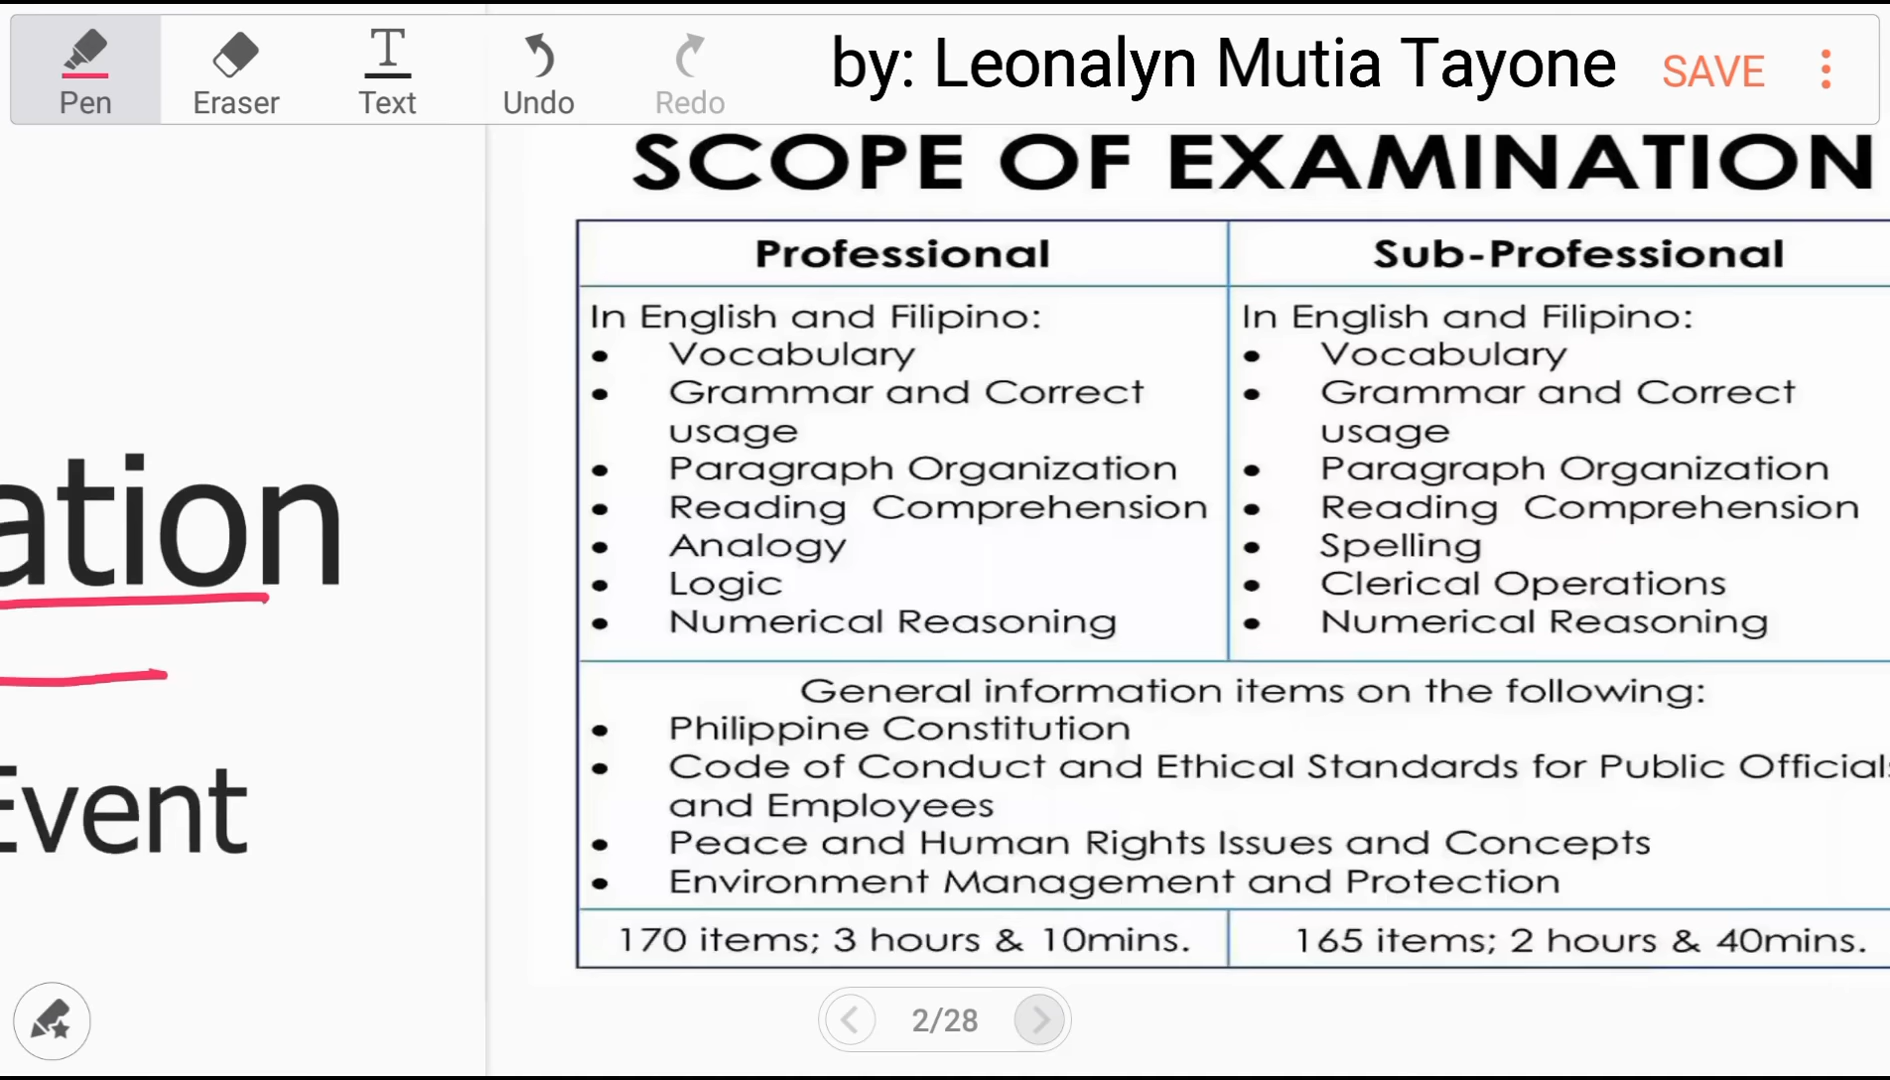 by: Leonalyn Mutia Tayone
SAVE
Pen
Eraser
Text
Undo
Redo
SCOPE OF EXAMINATION
ation
Event
Professional
Sub-Professional
In English and Filipino:
• Vocabulary
• Grammar and Correct
usage
• Paragraph Organization
• Reading Comprehension
• Analogy
• Logic
• Numerical Reasoning
In English and Filipino:
• Vocabulary
• Grammar and Correct
usage
• Paragraph Organization
• Reading Comprehension
• Spelling
• Clerical Operations
• Numerical Reasoning
General information items on the following:
• Philippine Constitution
• Code of Conduct and Ethical Standards for Public Officials
and Employees
• Peace and Human Rights Issues and Concepts
• Environment Management and Protection
170 items; 3 hours & 10mins.
165 items; 2 hours & 40mins.
2/28